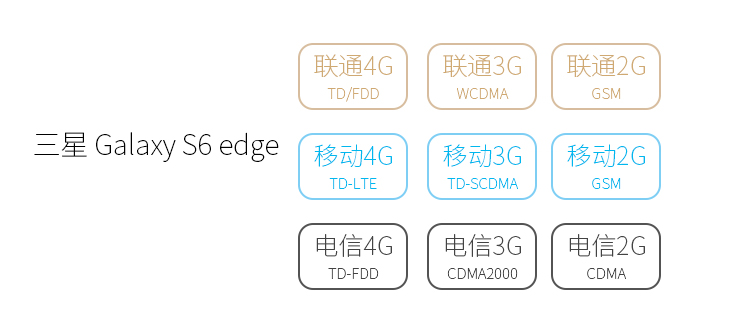 联通4G 联通3G 联通2G
TD/FDD WCDMA GSM
三星 Galaxy S6 edge
移动4G 移动3G 移动2G
TD-LTE TD-SCDMA GSM
电信4G 电信3G 电信2G
TD-FDD CDMA2000 CDMA